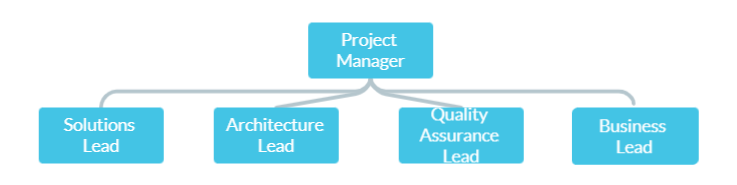 Project
Manager
Solutions
Lead
Architecture
Lead
Quality
Assurance
Lead
Business
Lead